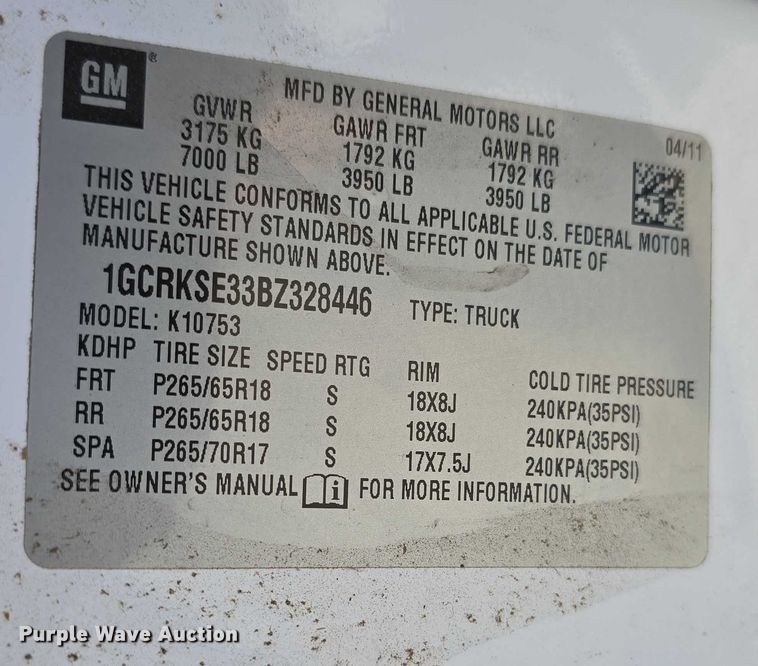 GM®
MFD BY GENERAL MOTORS LLC
04/11
GVWR GAWR FRT GAWR RR
3175 KG 1792 KG 1792 KG
7000 LB 3950 LB 3950 LB
THIS VEHICLE CONFORMS TO ALL APPLICABLE U.S. FEDERAL MOTOR
VEHICLE SAFETY STANDARDS IN EFFECT ON THE DATE OF
MANUFACTURE SHOWN ABOVE.
1GCRKSE33BZ328446 TYPE: TRUCK
MODEL: K10753
KDHP TIRE SIZE SPEED RTG RIM COLD TIRE PRESSURE
FRT P265/65R18 S 18X8J 240KPA(35PSI)
RR P265/65R18 S 18X8J 240KPA(35PSI)
SPA P265/70R17 S 17X7.5J 240KPA(35PSI)
SEE OWNER'S MANUAL i FOR MORE INFORMATION.
Purple Wave Auction